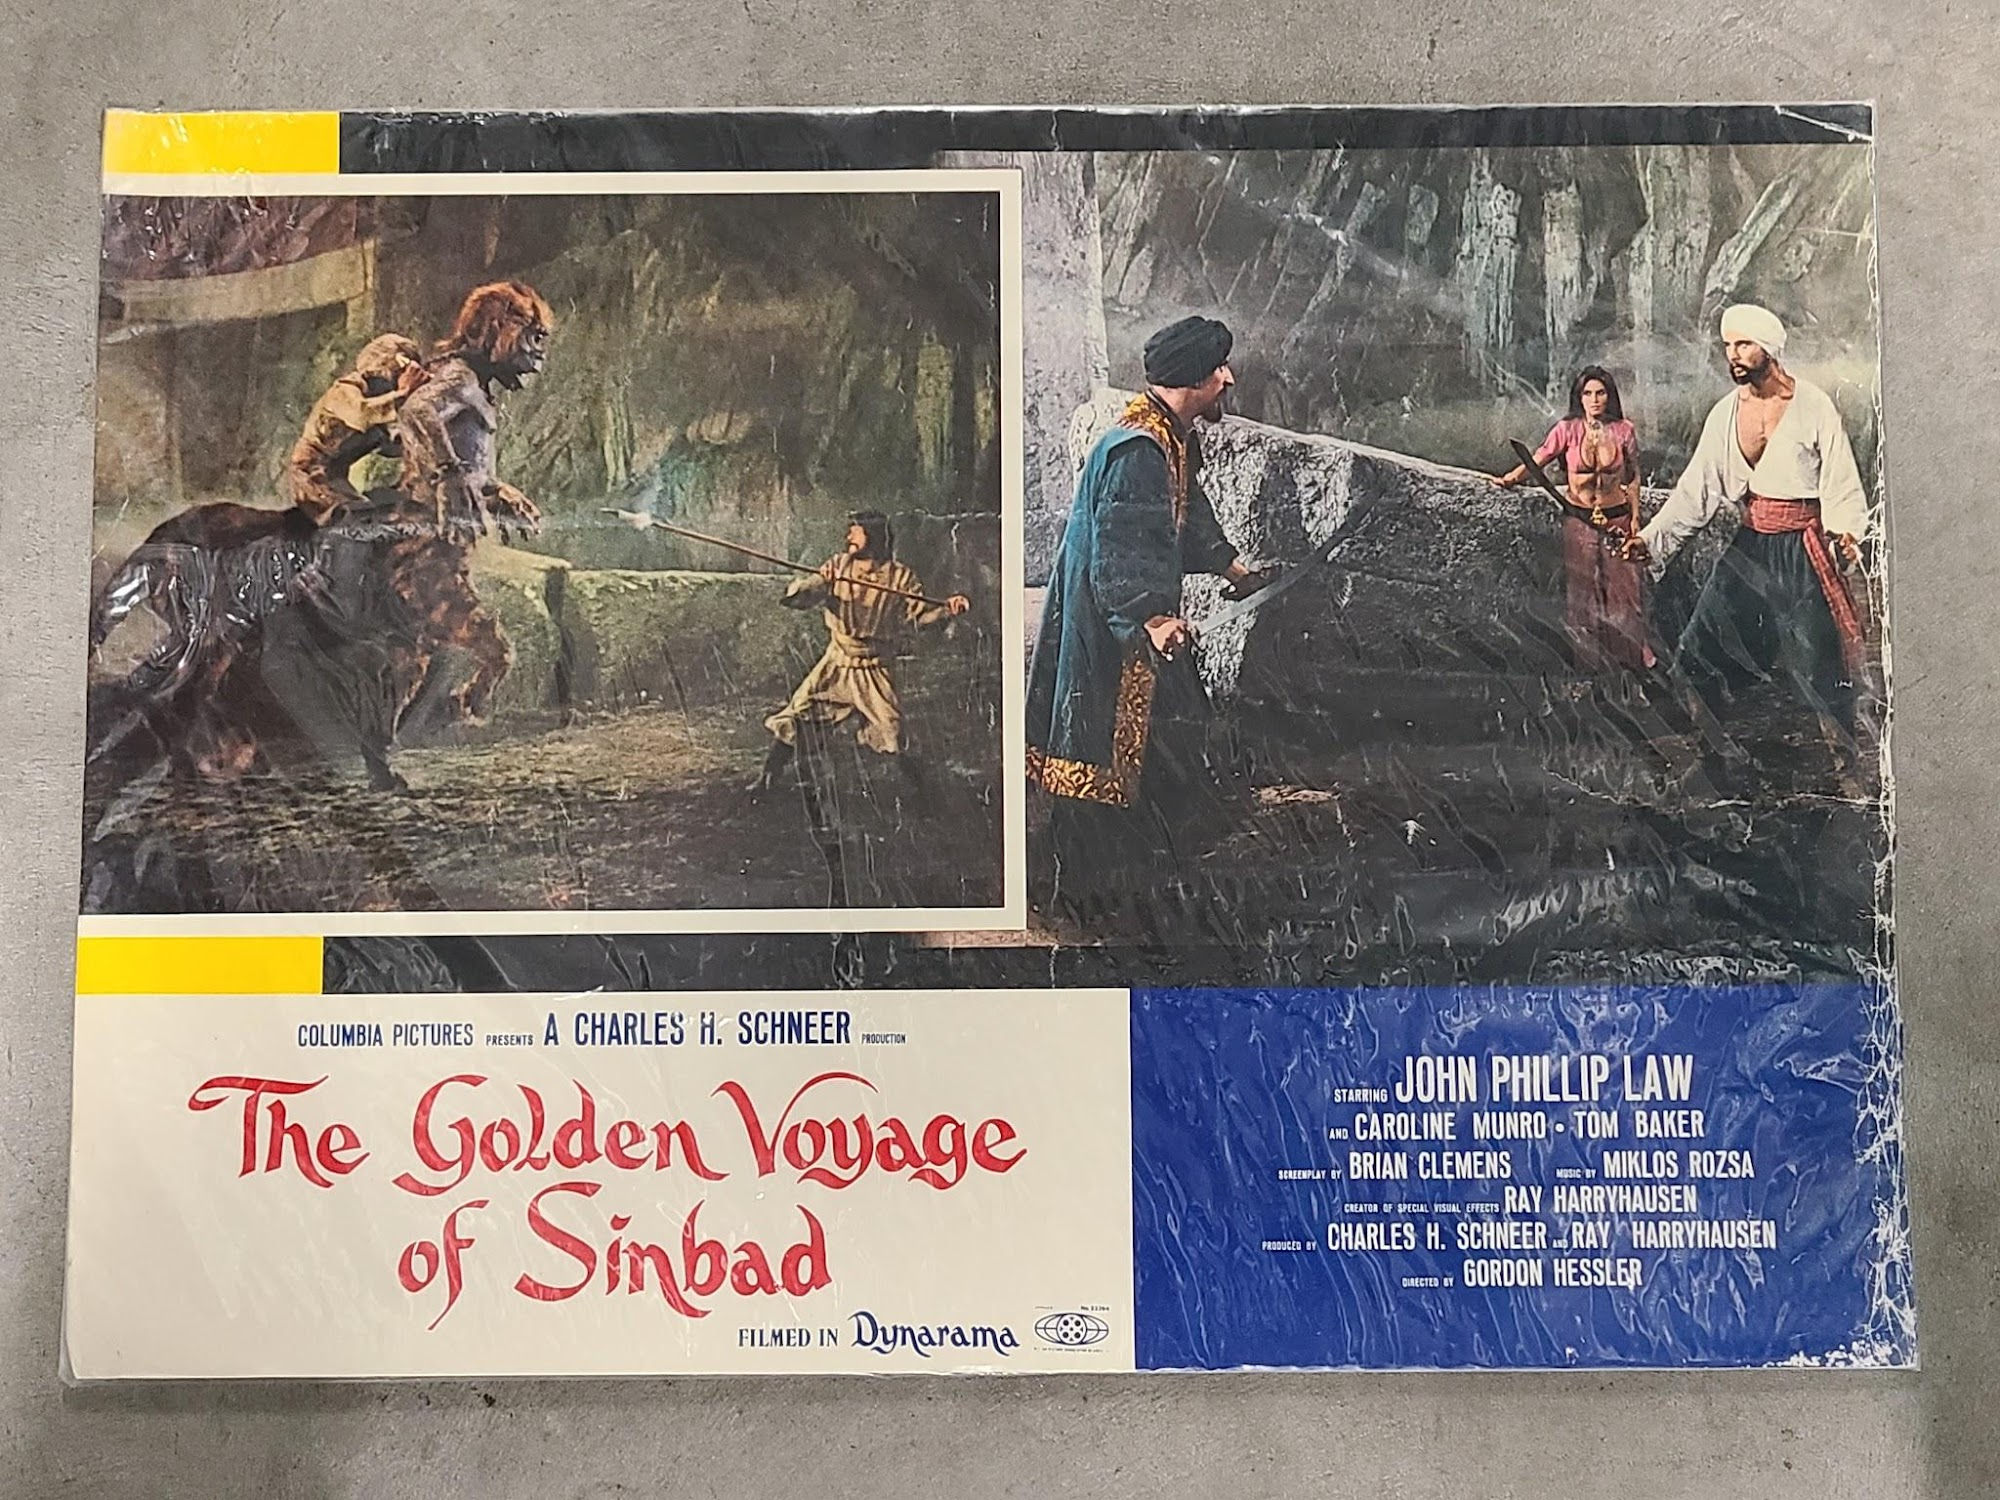 COLUMBIA PICTURES PRESENTS A CHARLES H. SCHNEER PRODUCTION
The Golden Voyage
of Sinbad
FILMED IN Dynarama
STARRING JOHN PHILLIP LAW
AND CAROLINE MUNRO • TOM BAKER
SCREENPLAY BY BRIAN CLEMENS MUSIC BY MIKLOS ROZSA
CREATOR OF SPECIAL VISUAL EFFECTS RAY HARRYHAUSEN
PRODUCED BY CHARLES H. SCHNEER AND RAY HARRYHAUSEN
DIRECTED BY GORDON HESSLER